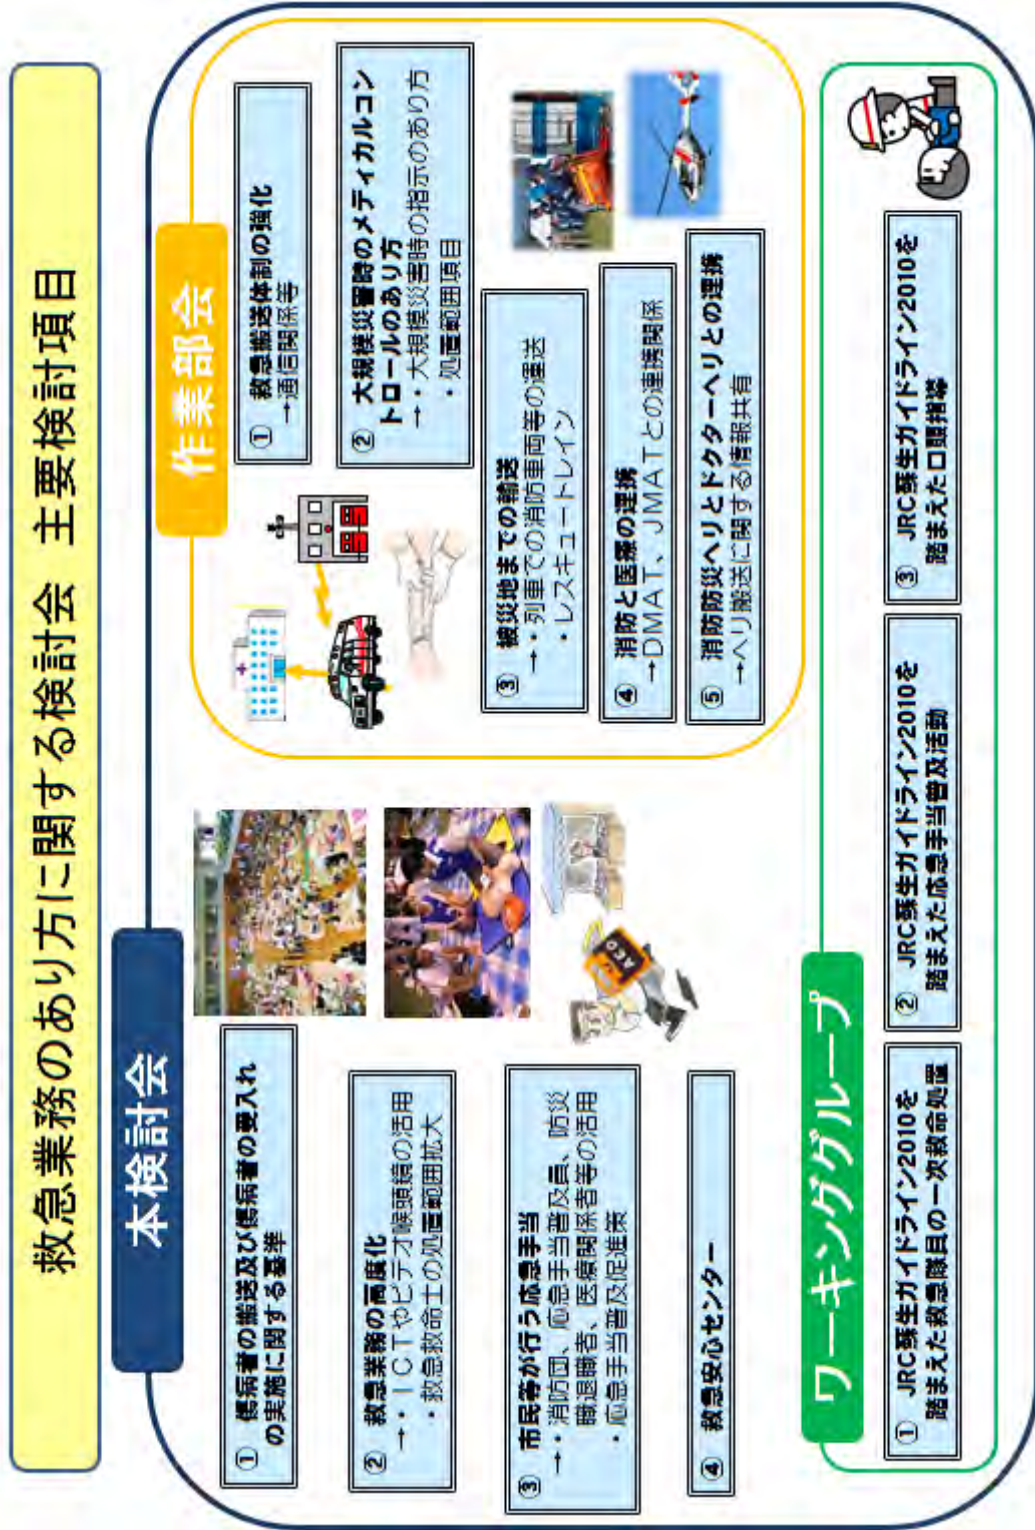 救急業務のあり方に関する検討会 主要検討項目
本検討会
① 傷病者の搬送及び傷病者の受入れ
の実施に関する基準
② 救急業務の高度化
→・ICTやビデオ喉頭鏡の活用
・救急救命士の処置範囲拡大
③ 市民等が行う応急手当
→・消防団、応急手当普及員、防災
職退職者、医療関係者等の活用
・応急手当普及促進策
④ 救急安心センター
AED
作業部会
① 救急搬送体制の強化
→通信関係等
② 大規模災害時のメディカルコン
トロールのあり方
→・大規模災害時の指示のあり方
・処置範囲項目
③ 被災地までの輸送
→・列車での消防車両等の運送
・レスキュートレイン
④ 消防と医療の連携
→DMAT、JMATとの連携関係
⑤ 消防防災ヘリとドクターヘリとの連携
→ヘリ搬送に関する情報共有
ワーキンググループ
① JRC蘇生ガイドライン2010を
踏まえた救急隊員の一次救命処置
② JRC蘇生ガイドライン2010を
踏まえた応急手当普及活動
③ JRC蘇生ガイドライン2010を
踏まえた口頭指導